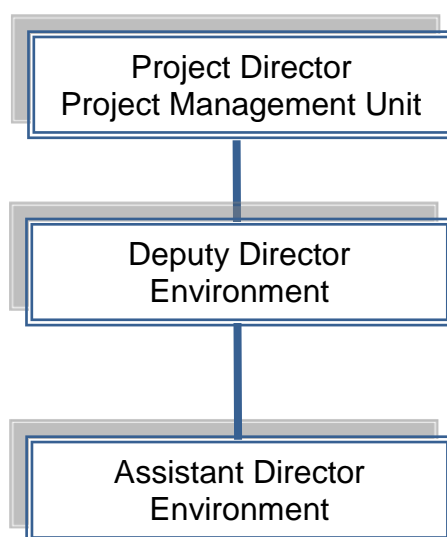 Project Director
Project Management Unit
Deputy Director
Environment
Assistant Director
Environment